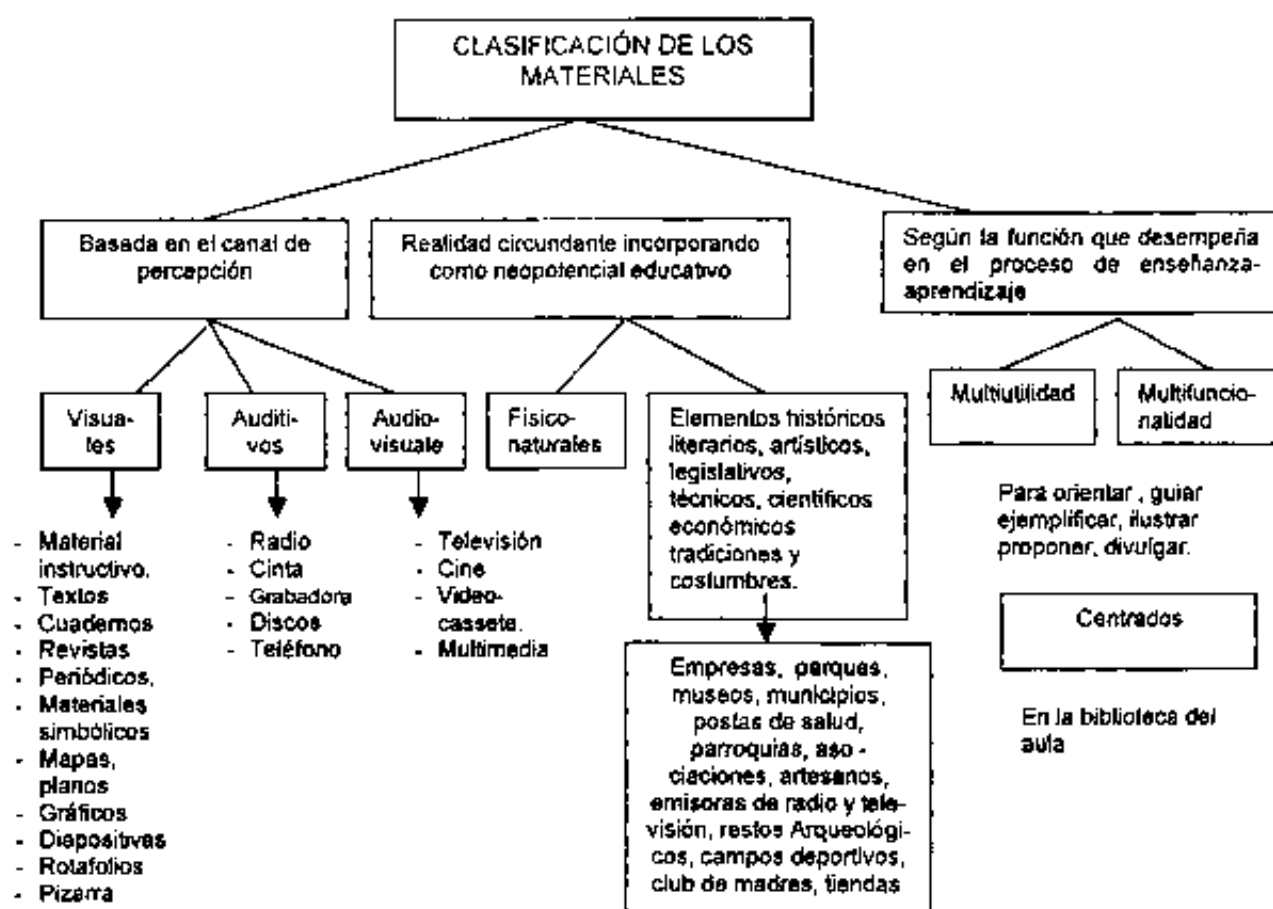 CLASIFICACIÓN DE LOS
MATERIALES
Basada en el canal de
percepción
Realidad circundante incorporando
como neopotencial educativo
Según la función que desempeña
en el proceso de enseñanza-
aprendizaje
Visua-
les
Auditi-
vos
Audio-
visuale
Físico-
naturales
Elementos históricos
literarios, artísticos,
legislativos,
técnicos, científicos
económicos
tradiciones y
costumbres.
Multiutilidad
Multifuncio-
nalidad
- Material
instructivo.
- Textos
- Cuadernos
- Revistas
- Periódicos,
- Materiales
simbólicos
- Mapas,
planos
- Gráficos
- Diapositivas
- Rotafolios
- Pizarra
- Radio
- Cinta
- Grabadora
- Discos
- Teléfono
- Televisión
- Cine
- Video-
cassete.
- Multimedia
Empresas, parques,
museos, municipios,
postas de salud,
parroquias, aso -
ciaciones, artesanos,
emisoras de radio y tele-
visión, restos Arqueológi-
cos, campos deportivos,
club de madres, tiendas
Para orientar , guiar
ejemplificar, ilustrar
proponer, divulgar.
Centrados
En la biblioteca del
aula